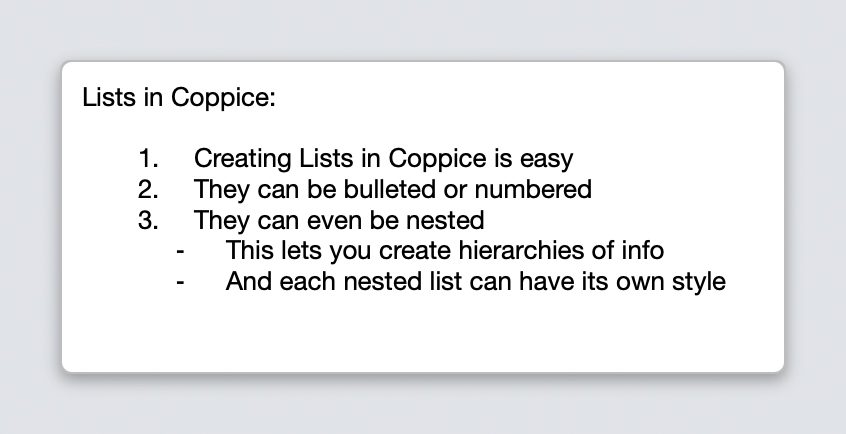 Lists in Coppice:
1. Creating Lists in Coppice is easy
2. They can be bulleted or numbered
3. They can even be nested
- This lets you create hierarchies of info
- And each nested list can have its own style